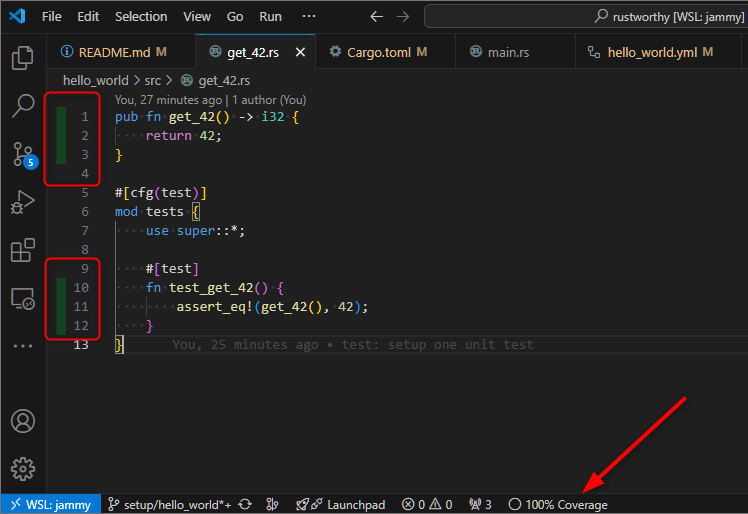 File Edit Selection View Go Run ··· rustworthy [WSL: jammy]
README.md M get_42.rs Cargo.toml M main.rs hello_world.yml M
hello_world > src > get_42.rs
You, 27 minutes ago | 1 author (You)
1 pub fn get_42() -> i32 {
2 ····return 42;
3 }
4
5 #[cfg(test)]
6 mod tests {
7 ····use super::*;
8
9 ····#[test]
10 ····fn test_get_42() {
11 ········assert_eq!(get_42(), 42);
12 ····}
13 } You, 25 minutes ago • test: setup one unit test
5
WSL: jammy setup/hello_world*+ Launchpad 0 0 3 100% Coverage